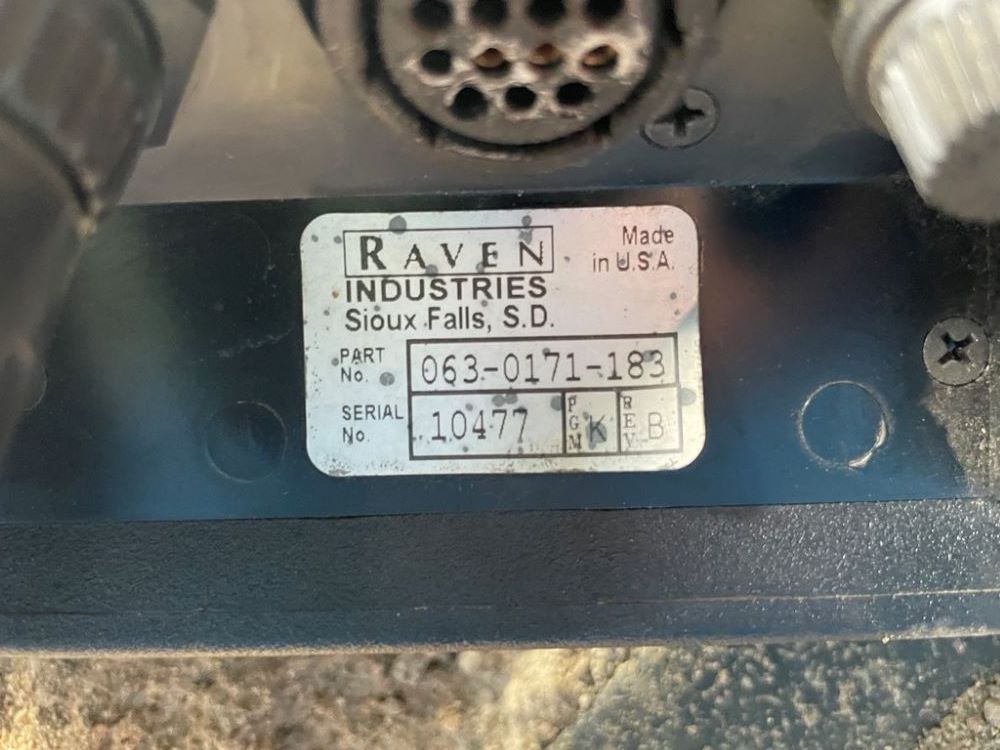 RAVEN
INDUSTRIES
Sioux Falls, S.D.
Made
in U.S.A.
PART
No.
063-0171-183
SERIAL
No.
10477
PGM
K
REV
B